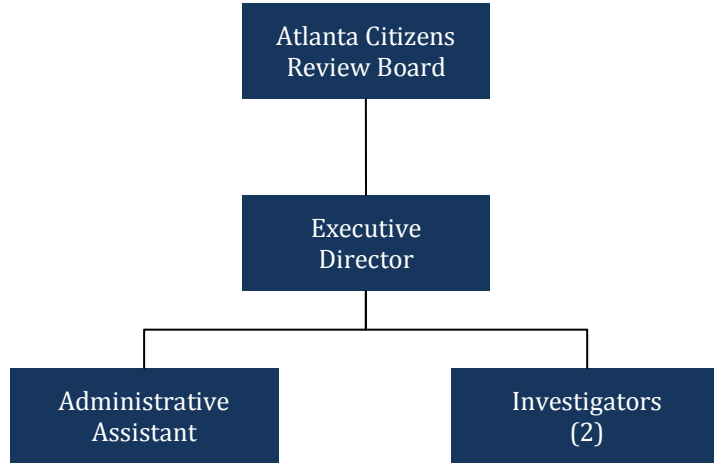 Atlanta Citizens
Review Board
Executive
Director
Administrative
Assistant
Investigators
(2)